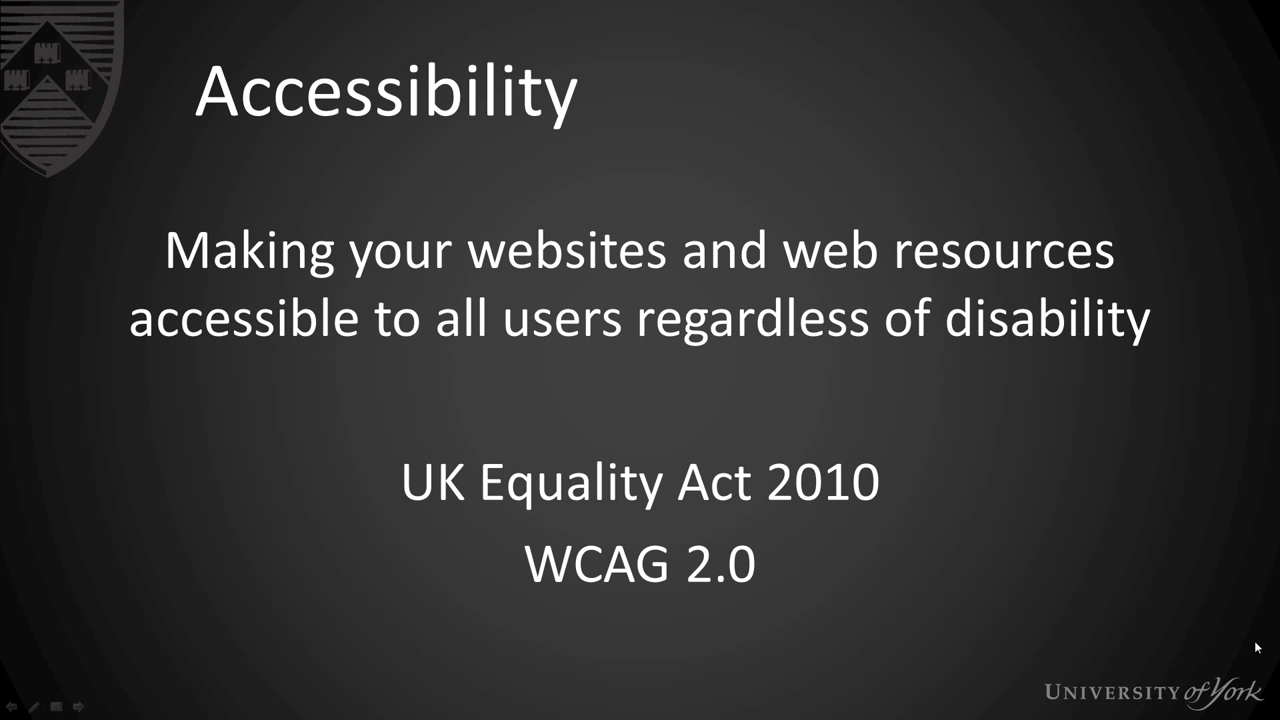 Accessibility
Making your websites and web resources
accessible to all users regardless of disability
UK Equality Act 2010
WCAG 2.0
UNIVERSITY of York